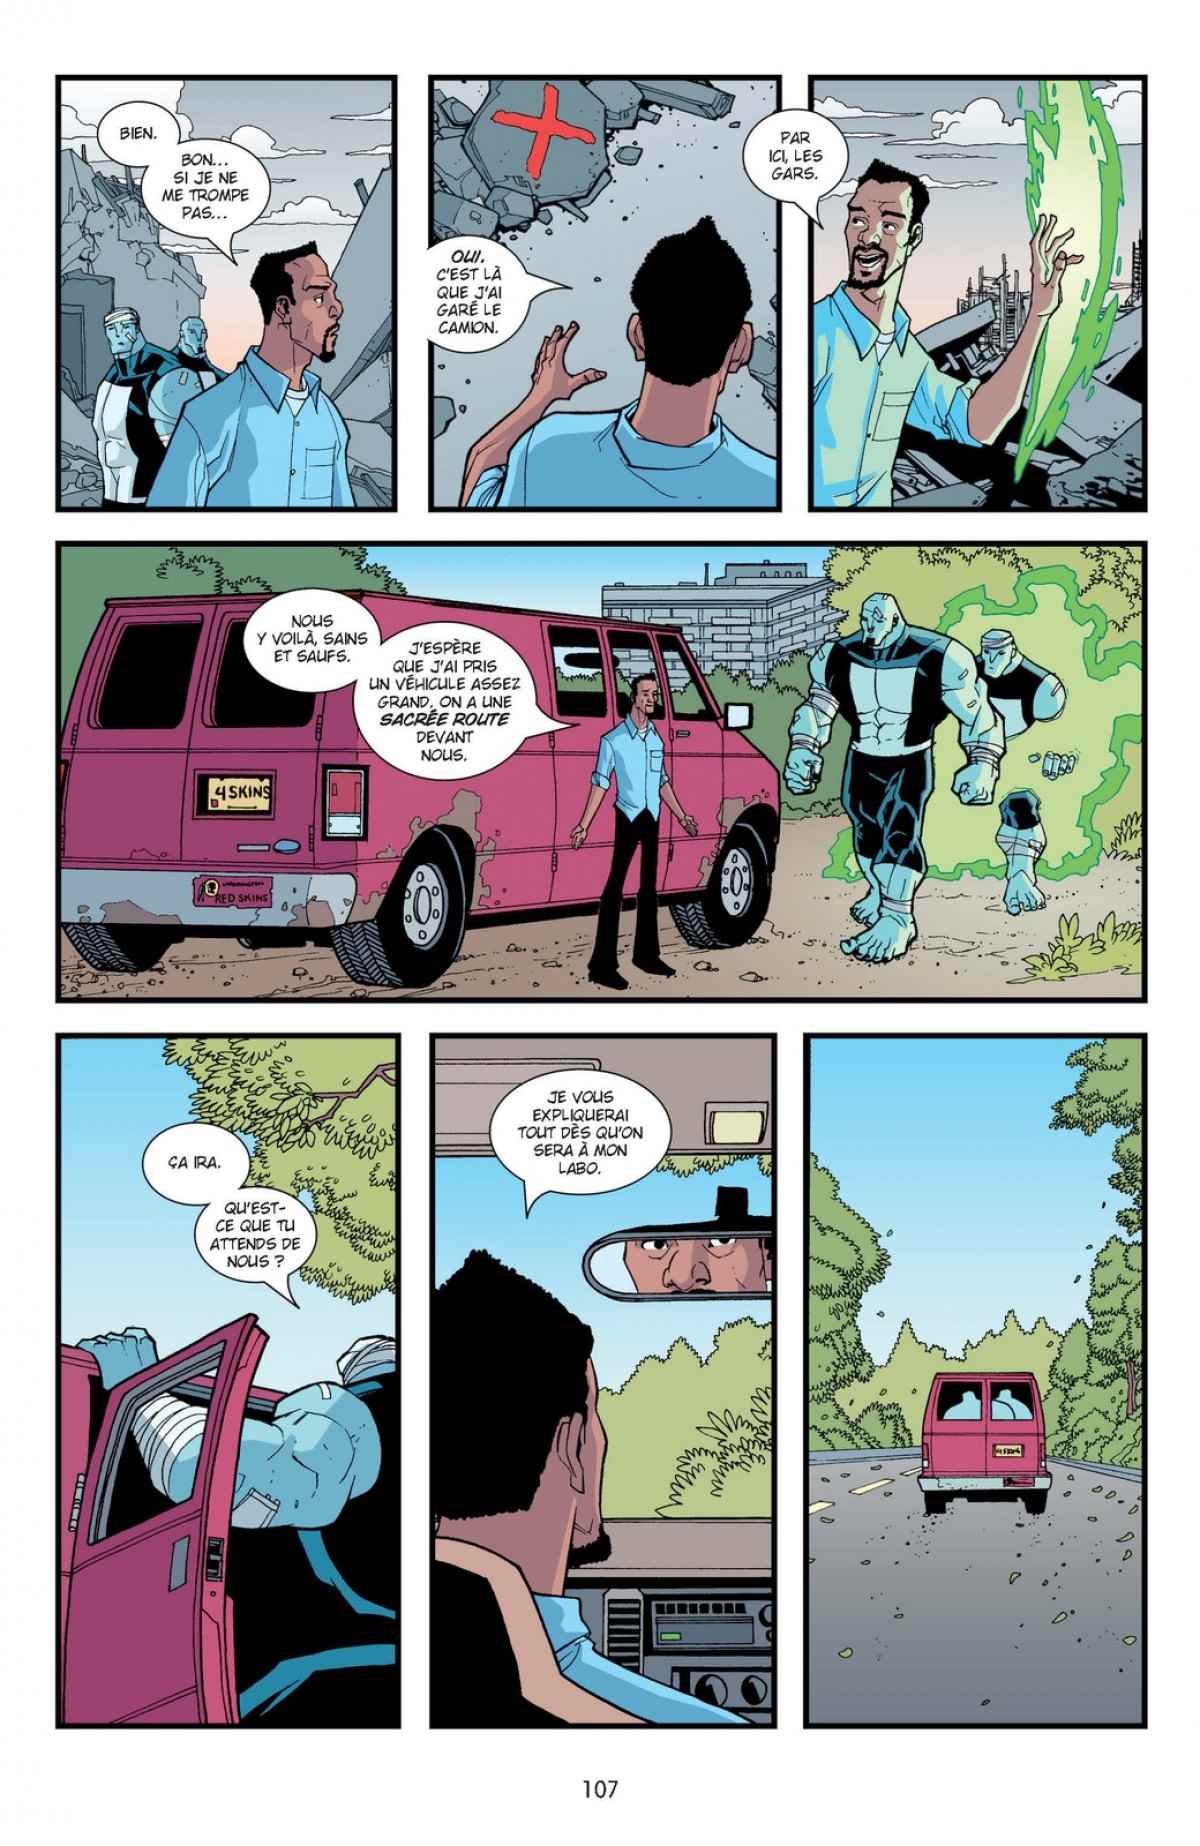 BIEN.
BON...
SI JE NE
ME TROMPE
PAS...
OUI.
C'EST LÀ
QUE J'AI
GARÉ LE
CAMION.
PAR
ICI, LES
GARS.
NOUS
Y VOILÀ, SAINS
ET SAUFS.
J'ESPÈRE
QUE J'AI PRIS
UN VÉHICULE ASSEZ
GRAND. ON A UNE
SACRÉE ROUTE
DEVANT
NOUS.
4SKINS
WASHINGTON
REDSKINS
ÇA IRA.
QU'EST-
CE QUE TU
ATTENDS DE
NOUS ?
JE VOUS
EXPLIQUERAI
TOUT DÈS QU'ON
SERA À MON
LABO.
4SKINS
107